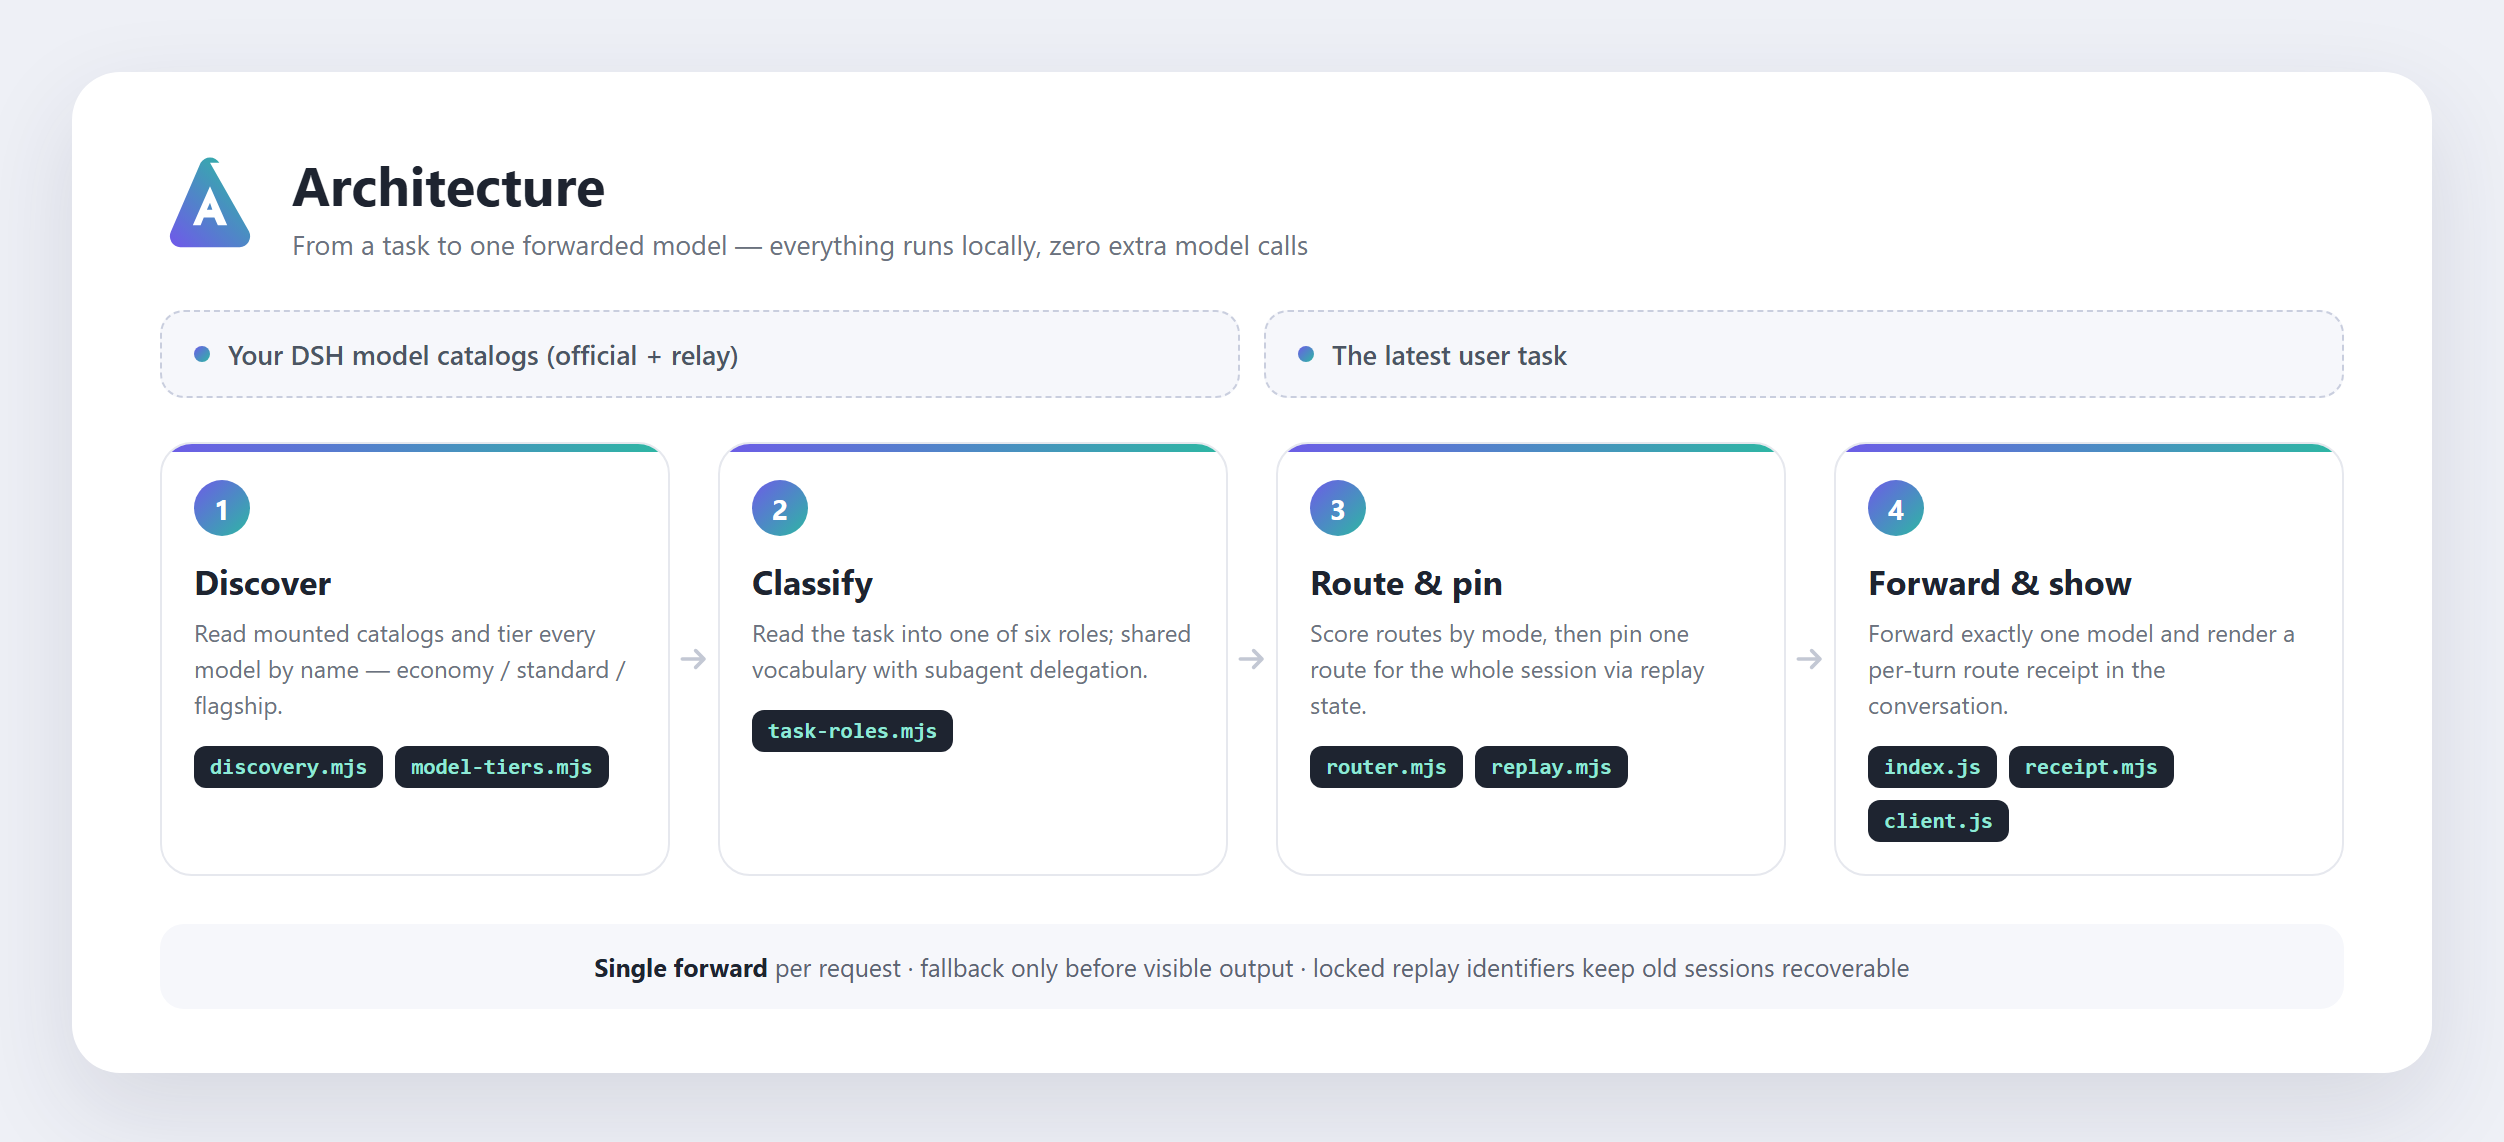 A
Architecture
From a task to one forwarded model — everything runs locally, zero extra model calls
Your DSH model catalogs (official + relay)
The latest user task
1
Discover
Read mounted catalogs and tier every
model by name — economy / standard /
flagship.
discovery.mjs model-tiers.mjs
2
Classify
Read the task into one of six roles; shared
vocabulary with subagent delegation.
task-roles.mjs
3
Route & pin
Score routes by mode, then pin one
route for the whole session via replay
state.
router.mjs replay.mjs
4
Forward & show
Forward exactly one model and render a
per-turn route receipt in the
conversation.
index.js receipt.mjs
client.js
Single forward per request · fallback only before visible output · locked replay identifiers keep old sessions recoverable